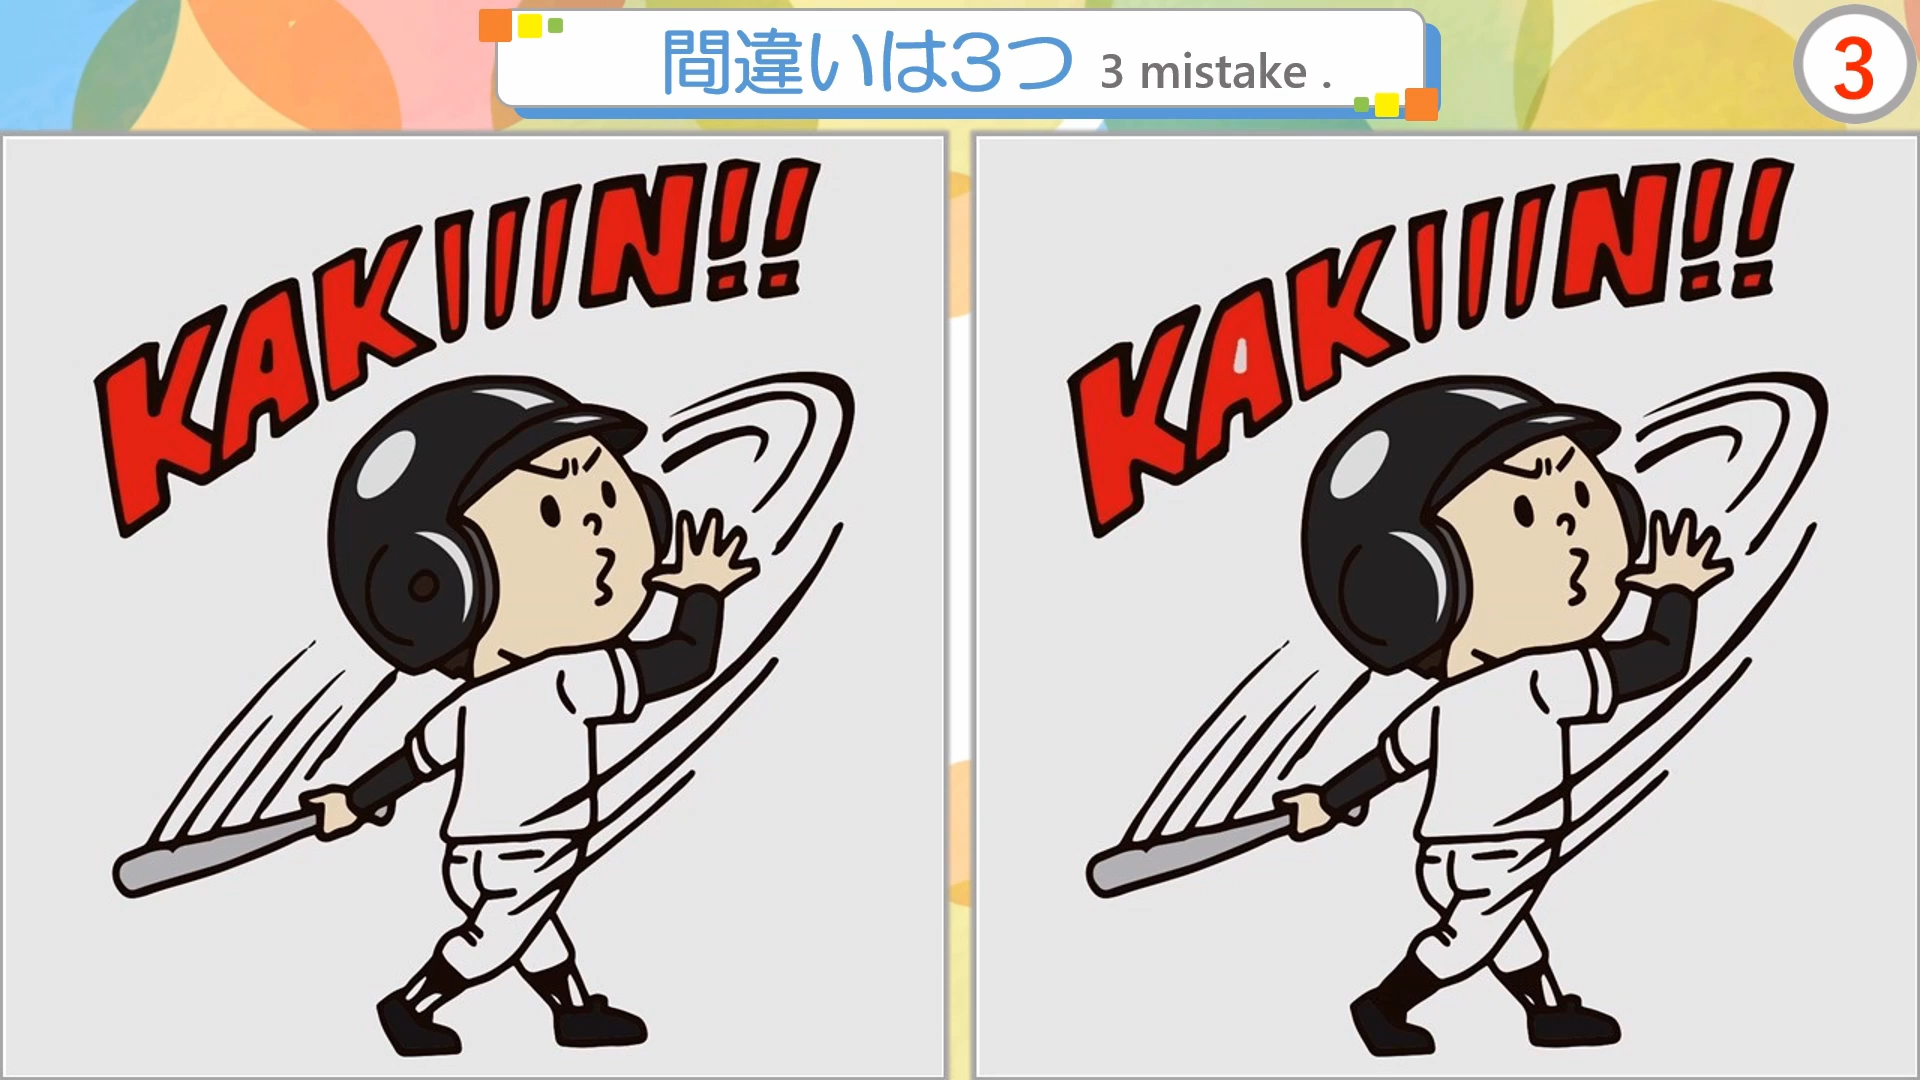 間違いは3つ 3 mistake .
3
KAKIIIN!!
KAKIIIN!!